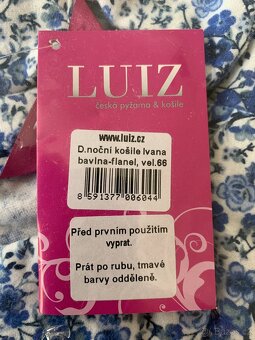 LUIZ
česká pyžama & košile
www.luiz.cz
D.noční košile Ivana
bavlna-flanel, vel.66
8 591377 006044
Před prvním použitím
vyprat.
Prát po rubu, tmavé
barvy odděleně.